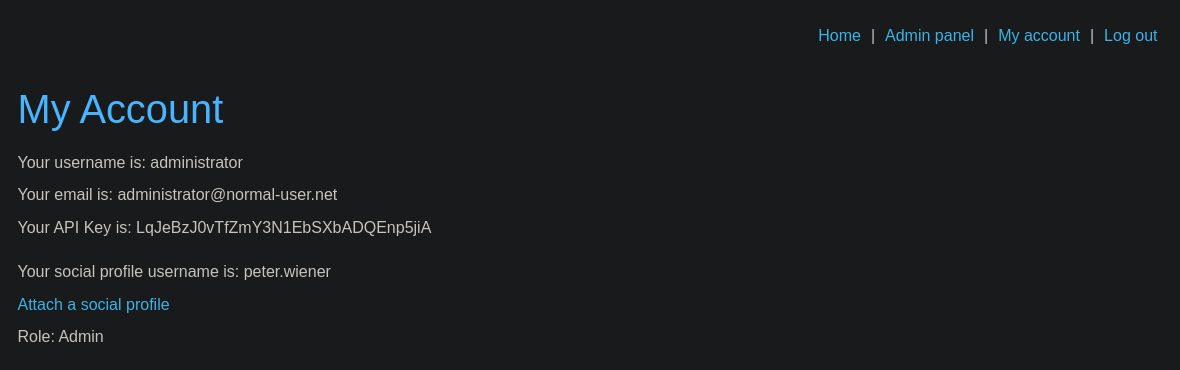 Home | Admin panel | My account | Log out
My Account
Your username is: administrator
Your email is: administrator@normal-user.net
Your API Key is: LqJeBzJ0vTfZmY3N1EbSXbADQEnp5jiA
Your social profile username is: peter.wiener
Attach a social profile
Role: Admin